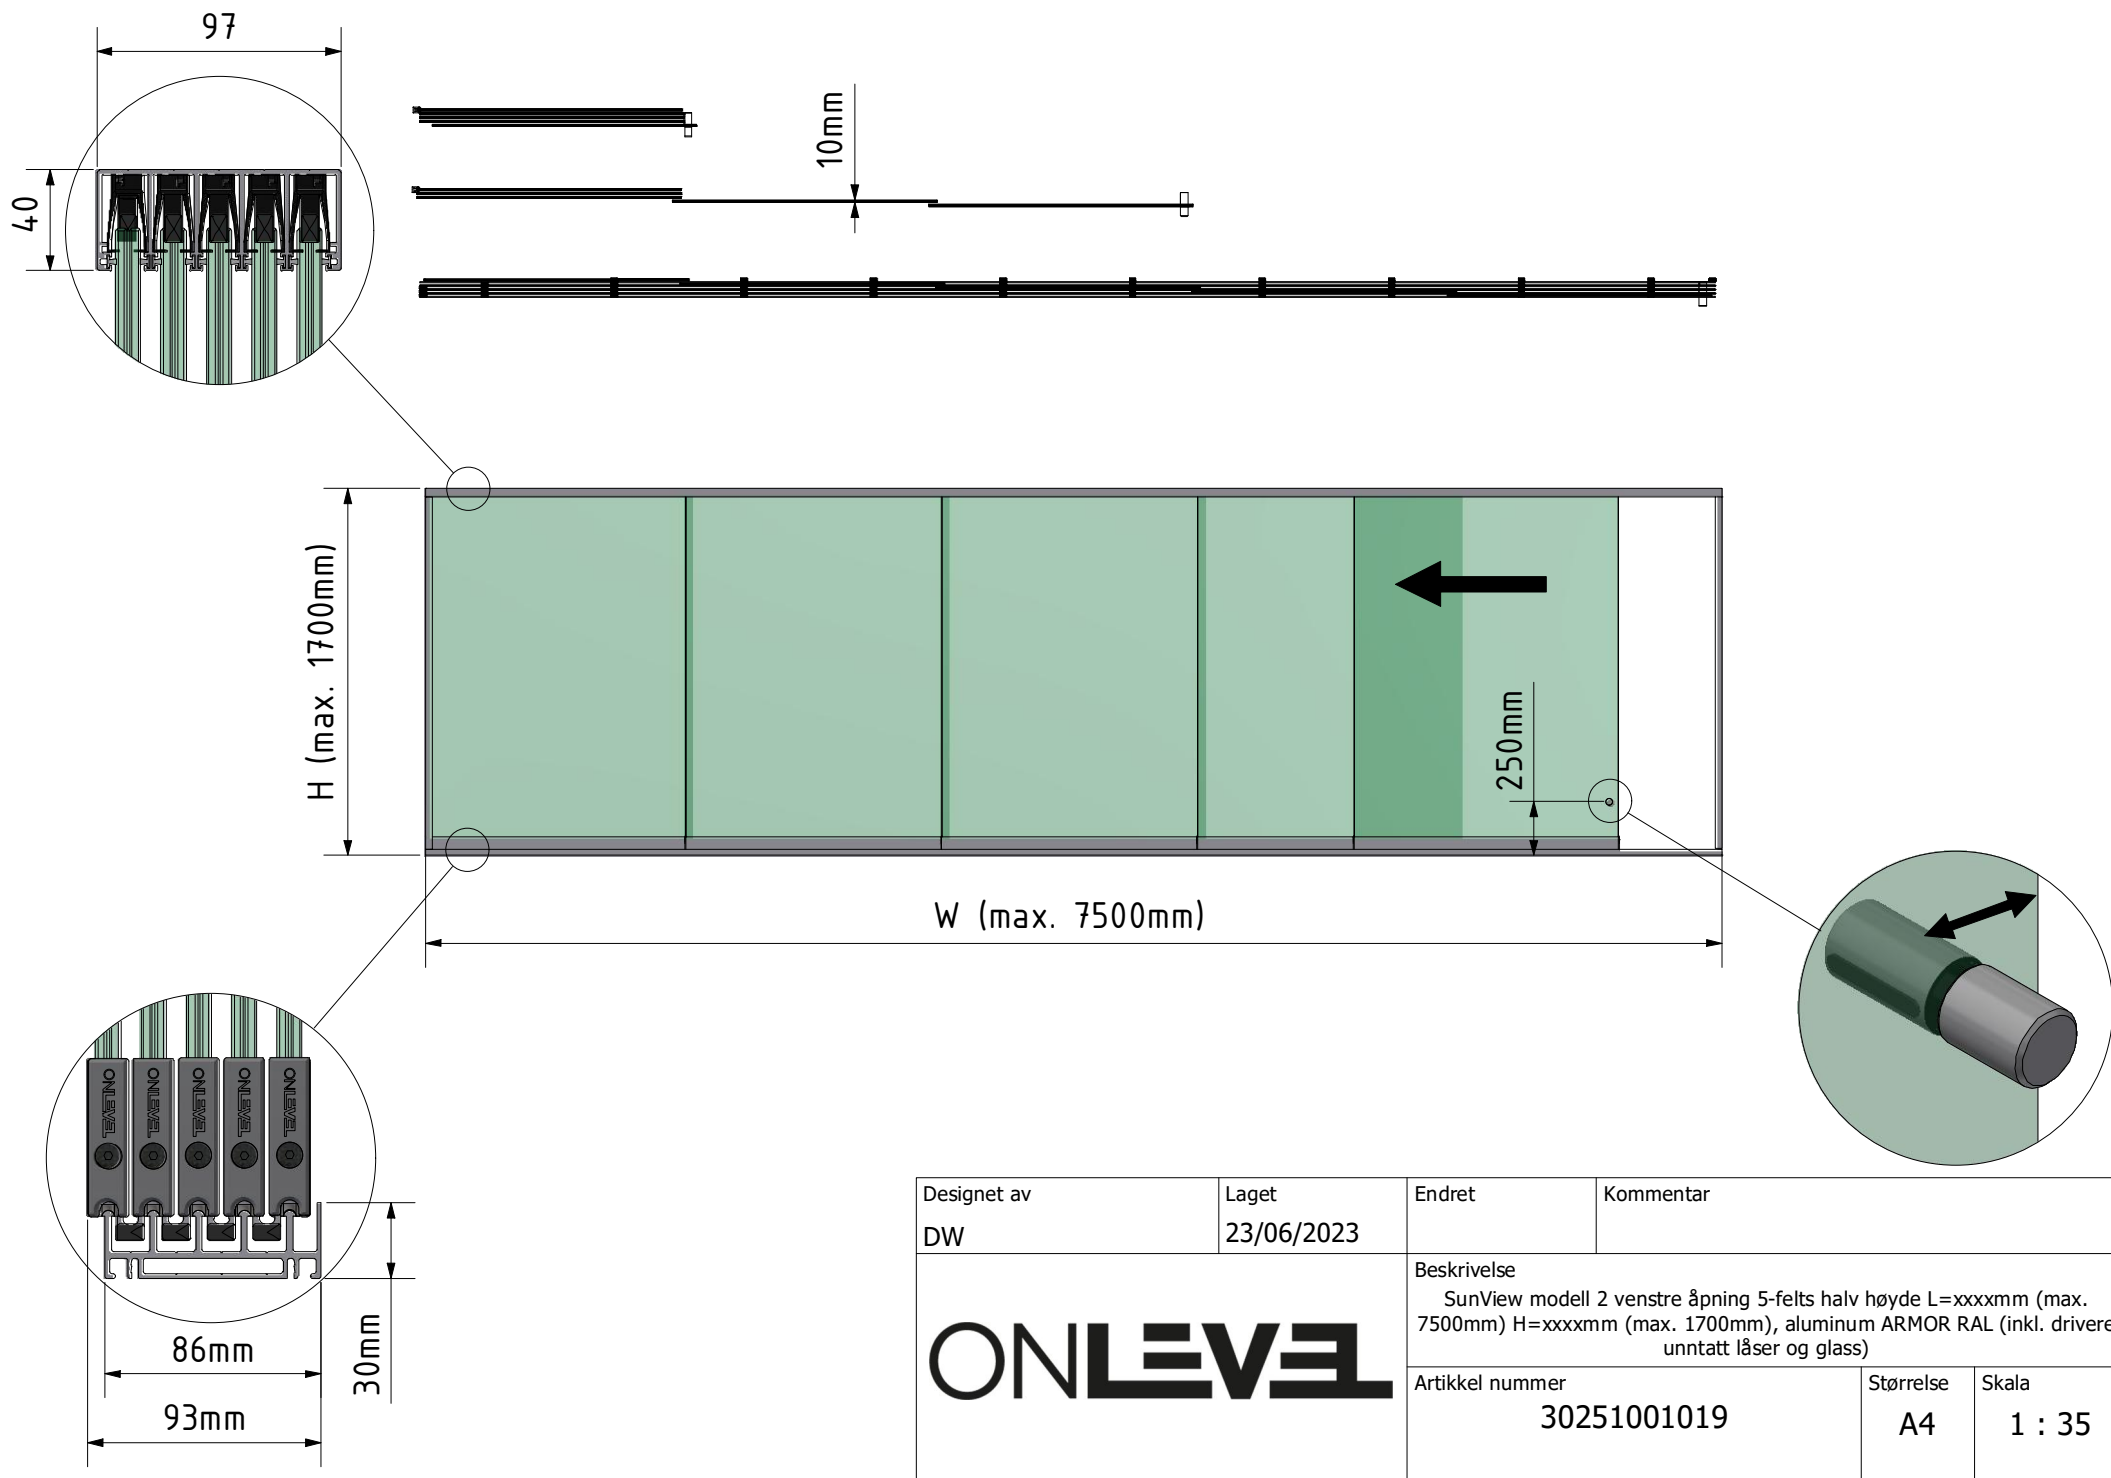 97
40
10mm
H (max. 1700mm)
250mm
W (max. 7500mm)
ONLEVEL ONLEVEL ONLEVEL ONLEVEL ONLEVEL
30mm
86mm
93mm
Designet av
DW
Laget
23/06/2023
Endret
Kommentar
ONLEVEL
Beskrivelse
SunView modell 2 venstre åpning 5-felts halv høyde L=xxxxmm (max.
7500mm) H=xxxxmm (max. 1700mm), aluminum ARMOR RAL (inkl. drivere
unntatt låser og glass)
Artikkel nummer
30251001019
Størrelse
A4
Skala
1 : 35